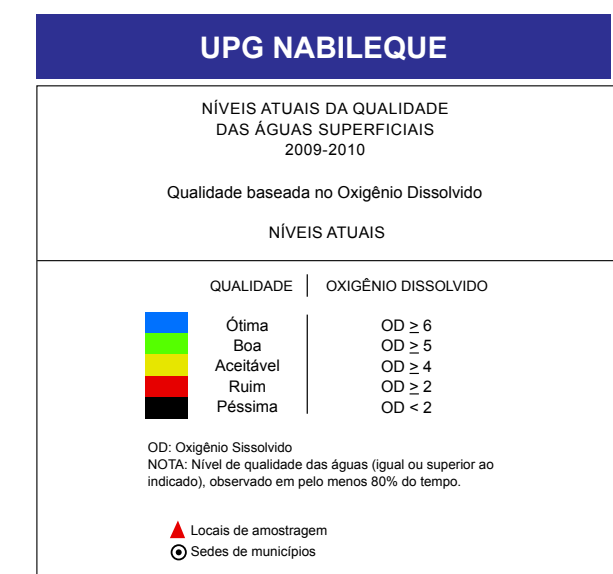 UPG NABILEQUE
NÍVEIS ATUAIS DA QUALIDADE
DAS ÁGUAS SUPERFICIAIS
2009-2010
Qualidade baseada no Oxigênio Dissolvido
NÍVEIS ATUAIS
QUALIDADE OXIGÊNIO DISSOLVIDO
Ótima OD ≥ 6
Boa OD ≥ 5
Aceitável OD ≥ 4
Ruim OD ≥ 2
Péssima OD < 2
OD: Oxigênio Sissolvido
NOTA: Nível de qualidade das águas (igual ou superior ao
indicado), observado em pelo menos 80% do tempo.
Locais de amostragem
Sedes de municípios